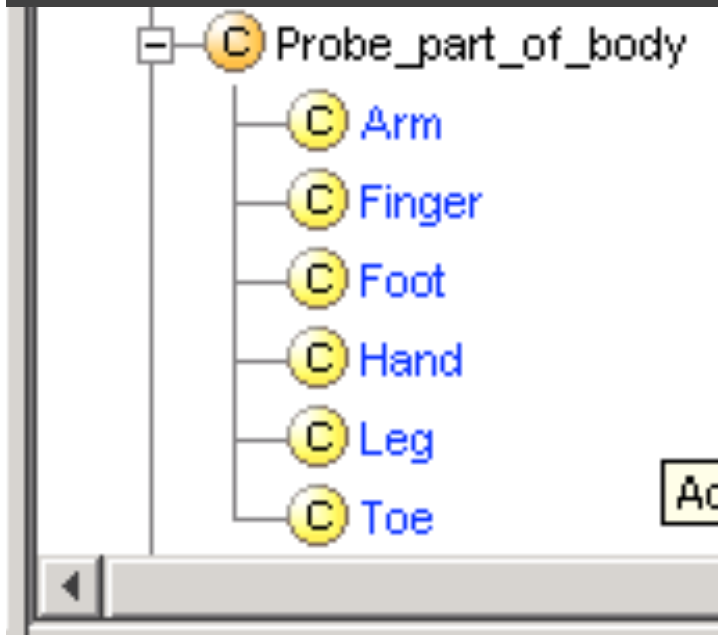 C Probe_part_of_body
C Arm
C Finger
C Foot
C Hand
C Leg
C Toe